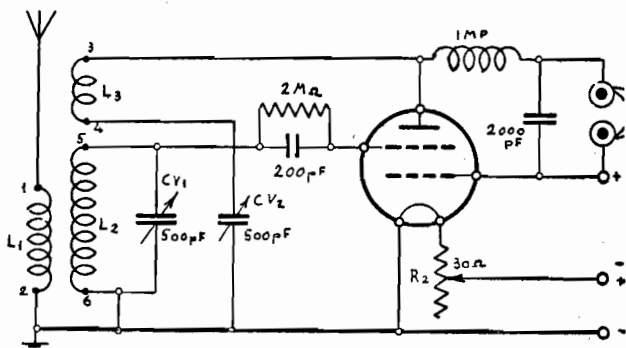 1MP
3
L3
4
5
2MΩ
200pF
2000
pF
+
CV1
500pF
CV2
500pF
1
L1
2
L2
6
R2
30Ω
-
+
-